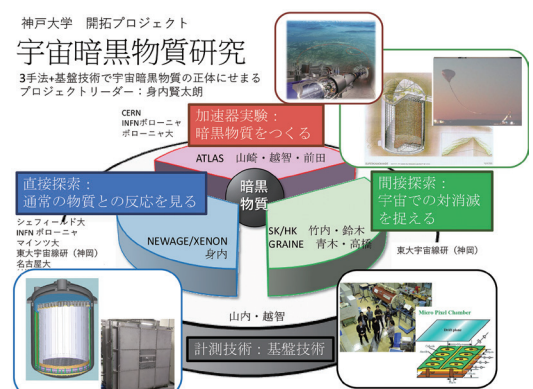 神戸大学　開拓プロジェクト
宇宙暗黒物質研究
3手法+基盤技術で宇宙暗黒物質の正体にせまる
プロジェクトリーダー：身内賢太朗
CERN
INFNボローニャ
ボローニャ大
加速器実験：
暗黒物質をつくる
ATLAS　山崎・越智・前田
直接探索：
通常の物質との反応を見る
暗黒
物質
間接探索：
宇宙での対消滅
を捉える
シェフィールド大
INFN ボローニャ
マインツ大
東大宇宙線研（神岡）
名古屋大
NEWAGE/XENON
身内
SK/HK　竹内・鈴木
GRAINE　青木・高橋
東大宇宙線研（神岡）
山内・越智
計測技術：基盤技術
Micro Pixel Chamber